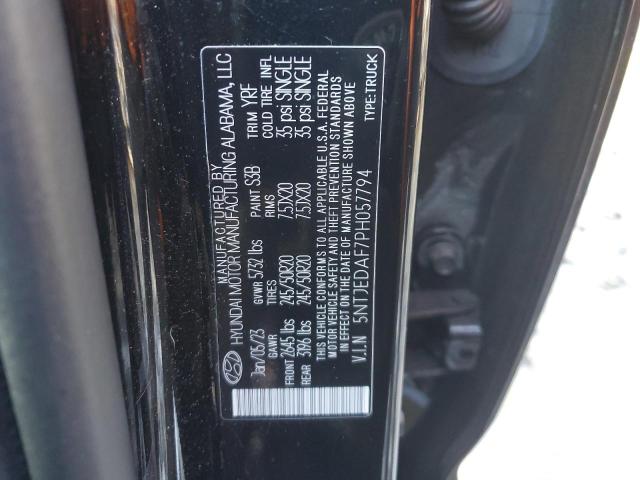 MANUFACTURED BY
HYUNDAI MOTOR MANUFACTURING ALABAMA, LLC
Jan/05/23 GVWR 5732 lbs PAINT S3B TRIM YRF
GAWR TIRES RIMS COLD TIRE INFL
FRONT 2645 lbs 245/50R20 7.5JX20 35 psi SINGLE
REAR 3196 lbs 245/50R20 7.5JX20 35 psi SINGLE
THIS VEHICLE CONFORMS TO ALL APPLICABLE U.S.A. FEDERAL
MOTOR VEHICLE SAFETY AND THEFT PREVENTION STANDARDS
IN EFFECT ON THE DATE OF MANUFACTURE SHOWN ABOVE
V.I.N 5NTJEDAF7PH057794 TYPE:TRUCK